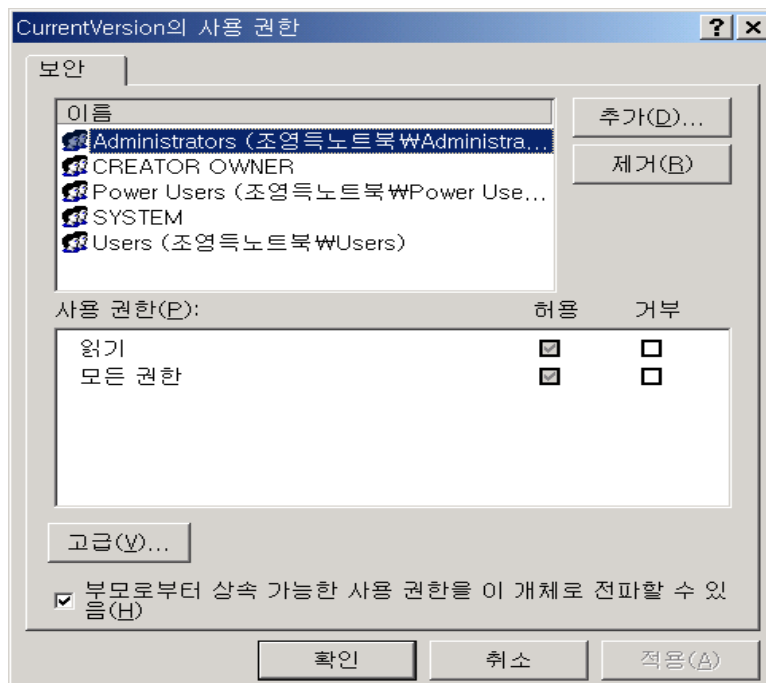 CurrentVersion의 사용 권한
보안
이름
추가(D)...
Administrators (조영득노트북₩Administra...
제거(R)
CREATOR OWNER
Power Users (조영득노트북₩Power Use...
SYSTEM
Users (조영득노트북₩Users)
사용 권한(P): 허용 거부
읽기
모든 권한
고급(V)...
부모로부터 상속 가능한 사용 권한을 이 개체로 전파할 수 있
음(H)
확인 취소 적용(A)